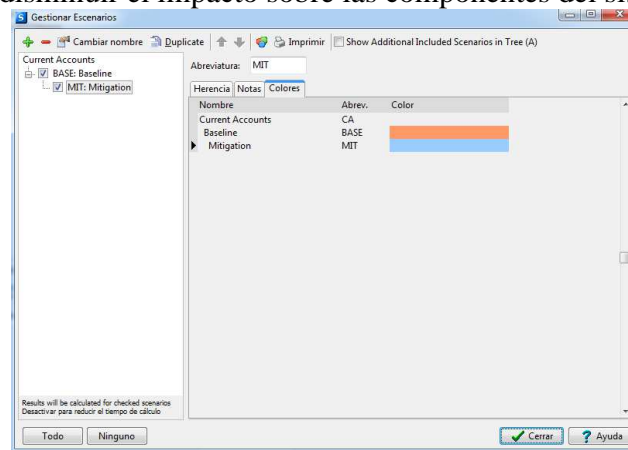 disminuir el impacto sobre las componentes del
Gestionar Escenarios
Cambiar nombre Duplicate Imprimir Show Additional Included Scenarios in Tree (A)
Current Accounts
BASE: Baseline
MIT: Mitigation
Abreviatura: MIT
Herencia Notas Colores
Nombre Abrev. Color
Current Accounts CA
Baseline BASE
Mitigation MIT
Results will be calculated for checked scenarios
Desactivar para reducir el tiempo de cálculo
Todo Ninguno Cerrar Ayuda